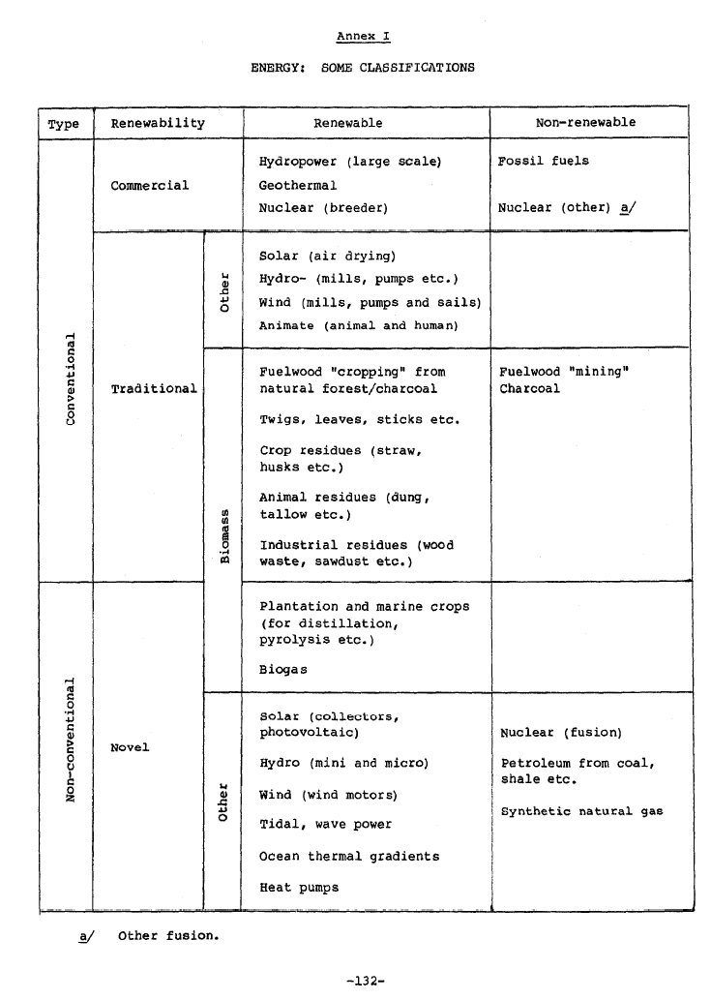 Annex I
ENERGY: SOME CLASSIFICATIONS
Type Renewability Renewable Non-renewable
Conventional
Commercial
Hydropower (large scale) Fossil fuels
Geothermal
Nuclear (breeder) Nuclear (other) a/
Traditional
Other
Solar (air drying)
Hydro- (mills, pumps etc.)
Wind (mills, pumps and sails)
Animate (animal and human)
Biomass
Fuelwood "cropping" from Fuelwood "mining"
natural forest/charcoal Charcoal
Twigs, leaves, sticks etc.
Crop residues (straw,
husks etc.)
Animal residues (dung,
tallow etc.)
Industrial residues (wood
waste, sawdust etc.)
Non-conventional
Novel
Plantation and marine crops
(for distillation,
pyrolysis etc.)
Biogas
Other
Solar (collectors,
photovoltaic) Nuclear (fusion)
Hydro (mini and micro) Petroleum from coal,
shale etc.
Wind (wind motors)
Synthetic natural gas
Tidal, wave power
Ocean thermal gradients
Heat pumps
a/ Other fusion.
-132-